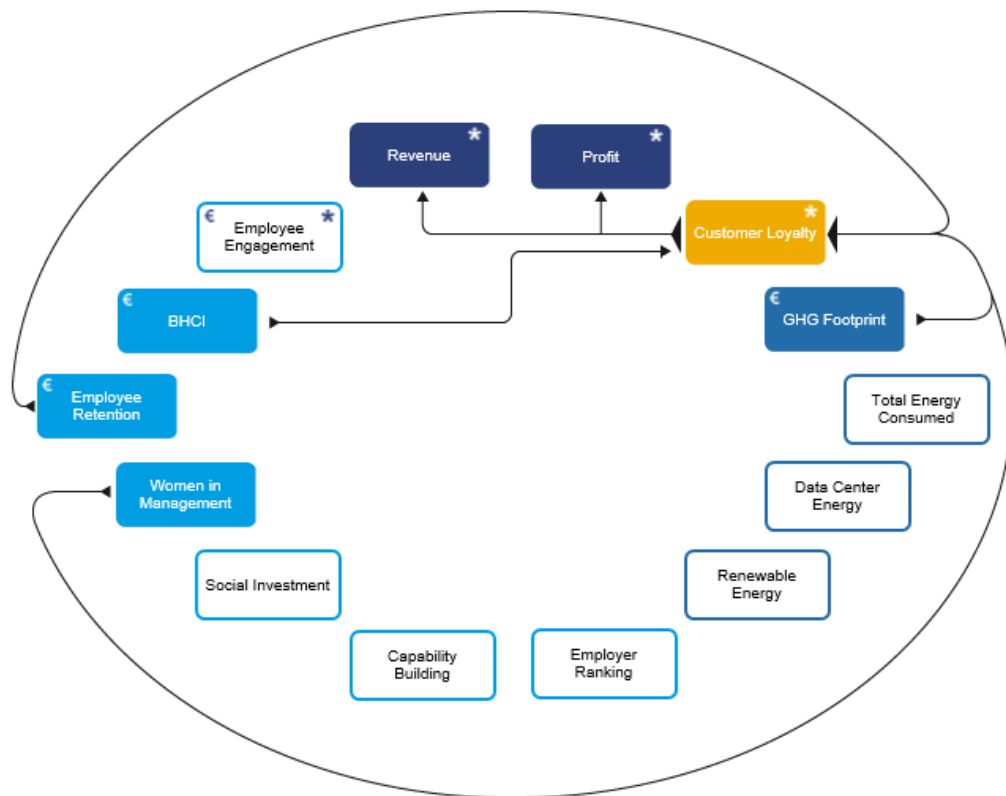 Revenue
*
Profit
*
€
Employee
Engagement
*
Customer Loyalty
*
€
BHCI
€
GHG Footprint
€
Employee
Retention
Total Energy
Consumed
Women in
Management
Data Center
Energy
Social Investment
Renewable
Energy
Capability
Building
Employer
Ranking